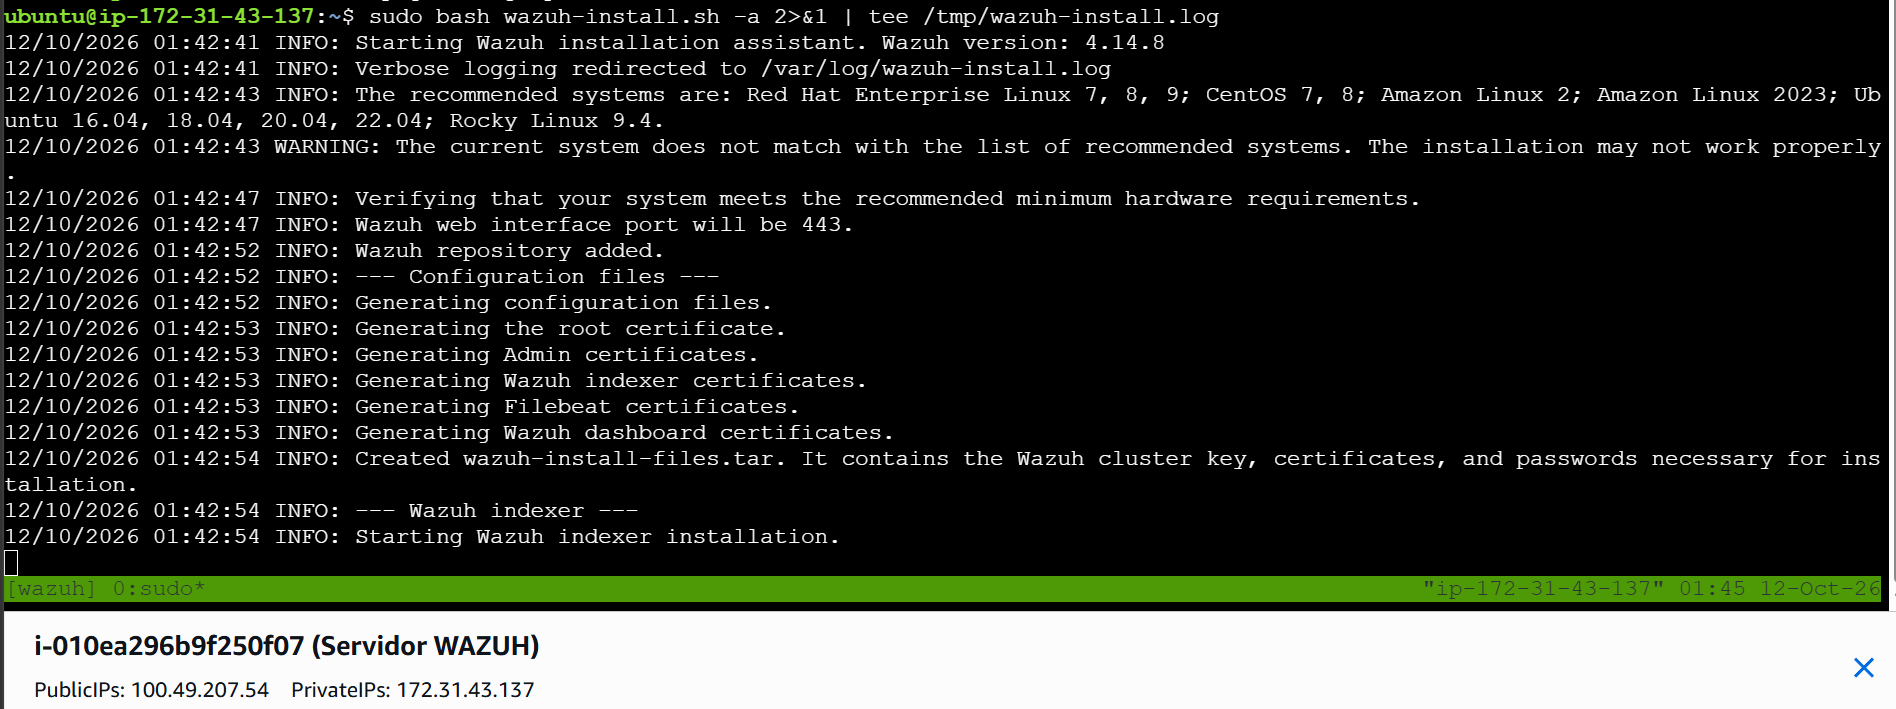 ubuntu@ip-172-31-43-137:~$ sudo bash wazuh-install.sh -a 2>&1 | tee /tmp/wazuh-install.log
12/10/2026 01:42:41 INFO: Starting Wazuh installation assistant. Wazuh version: 4.14.8
12/10/2026 01:42:41 INFO: Verbose logging redirected to /var/log/wazuh-install.log
12/10/2026 01:42:43 INFO: The recommended systems are: Red Hat Enterprise Linux 7, 8, 9; CentOS 7, 8; Amazon Linux 2; Amazon Linux 2023; Ub
untu 16.04, 18.04, 20.04, 22.04; Rocky Linux 9.4.
12/10/2026 01:42:43 WARNING: The current system does not match with the list of recommended systems. The installation may not work properly
.
12/10/2026 01:42:47 INFO: Verifying that your system meets the recommended minimum hardware requirements.
12/10/2026 01:42:47 INFO: Wazuh web interface port will be 443.
12/10/2026 01:42:52 INFO: Wazuh repository added.
12/10/2026 01:42:52 INFO: --- Configuration files ---
12/10/2026 01:42:52 INFO: Generating configuration files.
12/10/2026 01:42:53 INFO: Generating the root certificate.
12/10/2026 01:42:53 INFO: Generating Admin certificates.
12/10/2026 01:42:53 INFO: Generating Wazuh indexer certificates.
12/10/2026 01:42:53 INFO: Generating Filebeat certificates.
12/10/2026 01:42:53 INFO: Generating Wazuh dashboard certificates.
12/10/2026 01:42:54 INFO: Created wazuh-install-files.tar. It contains the Wazuh cluster key, certificates, and passwords necessary for ins
tallation.
12/10/2026 01:42:54 INFO: --- Wazuh indexer ---
12/10/2026 01:42:54 INFO: Starting Wazuh indexer installation.
[wazuh] 0:sudo* "ip-172-31-43-137" 01:45 12-Oct-26
i-010ea296b9f250f07 (Servidor WAZUH)
PublicIPs: 100.49.207.54 PrivateIPs: 172.31.43.137